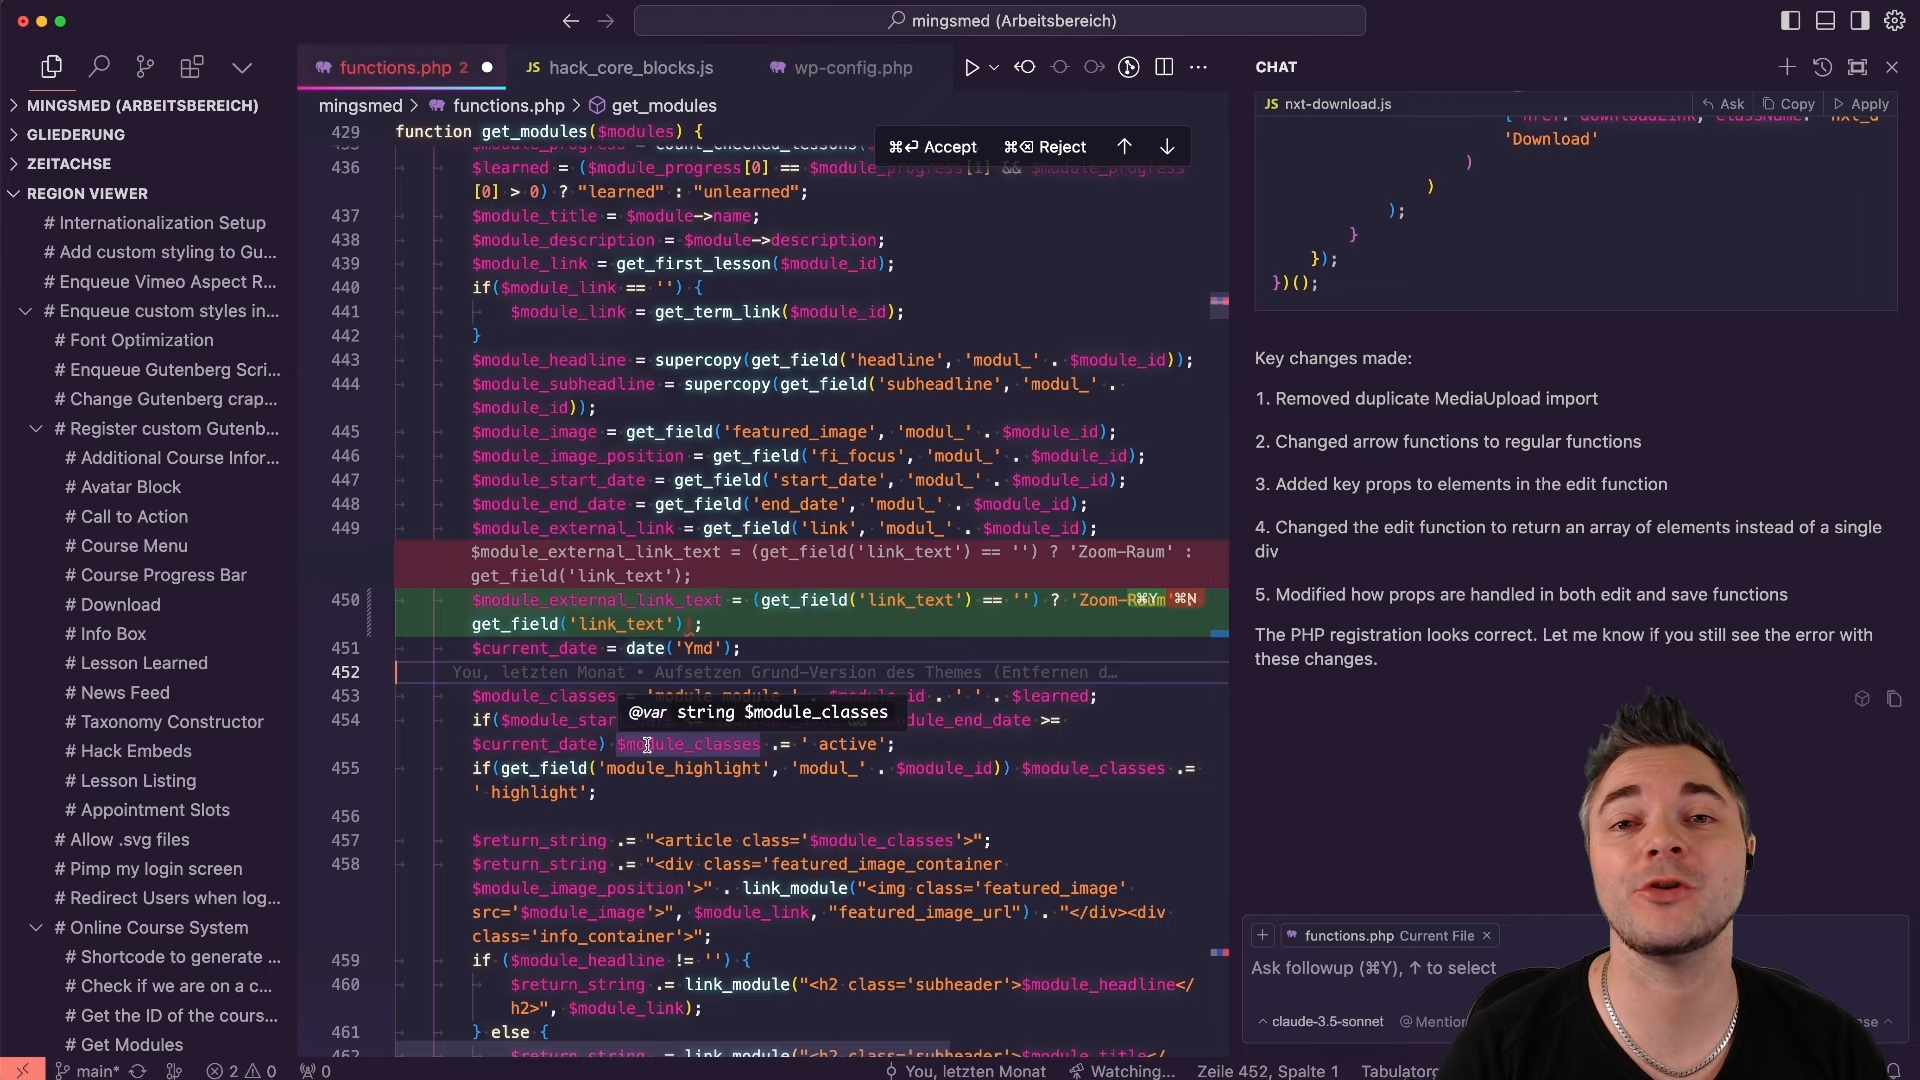 mingsmed (Arbeitsbereich)
functions.php 2
hack_core_blocks.js
wp-config.php
CHAT
MINGSMED (ARBEITSBEREICH)
GLIEDERUNG
ZEITACHSE
REGION VIEWER
# Internationalization Setup
# Add custom styling to Gu...
# Enqueue Vimeo Aspect R...
# Enqueue custom styles in...
# Font Optimization
# Enqueue Gutenberg Scri...
# Change Gutenberg crap...
# Register custom Gutenb...
# Additional Course Infor...
# Avatar Block
# Call to Action
# Course Menu
# Course Progress Bar
# Download
# Info Box
# Lesson Learned
# News Feed
# Taxonomy Constructor
# Hack Embeds
# Lesson Listing
# Appointment Slots
# Allow .svg files
# Pimp my login screen
# Redirect Users when log...
# Online Course System
# Shortcode to generate ...
# Check if we are on a c...
# Get the ID of the cours...
# Get Modules
mingsmed > functions.php > get_modules
429 function get_modules($modules) {
⌘⏎ Accept ⌘⌫ Reject ↑ ↓
436 $learned = ($module_progress[0] == $module_progress[1] && $module_progress
[0] > 0) ? "learned" : "unlearned";
437 $module_title = $module->name;
438 $module_description = $module->description;
439 $module_link = get_first_lesson($module_id);
440 if($module_link == '') {
441 $module_link = get_term_link($module_id);
442 }
443 $module_headline = supercopy(get_field('headline', 'modul_' . $module_id));
444 $module_subheadline = supercopy(get_field('subheadline', 'modul_' .
$module_id));
445 $module_image = get_field('featured_image', 'modul_' . $module_id);
446 $module_image_position = get_field('fi_focus', 'modul_' . $module_id);
447 $module_start_date = get_field('start_date', 'modul_' . $module_id);
448 $module_end_date = get_field('end_date', 'modul_' . $module_id);
449 $module_external_link = get_field('link', 'modul_' . $module_id);
$module_external_link_text = (get_field('link_text') == '') ? 'Zoom-Raum' :
get_field('link_text');
450 $module_external_link_text = (get_field('link_text') == '') ? 'Zoom-Raum' ⌘Y ⌘N
get_field('link_text');
451 $current_date = date('Ymd');
452 You, letzten Monat • Aufsetzen Grund-Version des Themes (Entfernen d…
453 $module_classes = 'module module-' . $module_id . ' ' . $learned;
@var string $module_classes
454 if($module_star && $module_end_date >=
$current_date) $module_classes .= ' active';
455 if(get_field('module_highlight', 'modul_' . $module_id)) $module_classes .=
' highlight';
456
457 $return_string .= "<article class='$module_classes'>";
458 $return_string .= "<div class='featured_image_container
$module_image_position'>" . link_module("<img class='featured_image'
src='$module_image'>", $module_link, "featured_image_url") . "</div><div
class='info_container'>";
459 if ($module_headline != '') {
460 $return_string .= link_module("<h2 class='subheader'>$module_headline</
h2>", $module_link);
461 } else {
462 $return_string .= link_module("<h2 class='subheader'>$module_title</
nxt-download.js
Ask Copy Apply
'Download'
)
)
);
}
});
})();
Key changes made:
1. Removed duplicate MediaUpload import
2. Changed arrow functions to regular functions
3. Added key props to elements in the edit function
4. Changed the edit function to return an array of elements instead of a single
div
5. Modified how props are handled in both edit and save functions
The PHP registration looks correct. Let me know if you still see the error with
these changes.
functions.php Current File ×
Ask followup (⌘Y), ↑ to select
claude-3.5-sonnet @Mention
main* 2 0 0
You, letzten Monat Watching... Zeile 452, Spalte 1 Tabulator